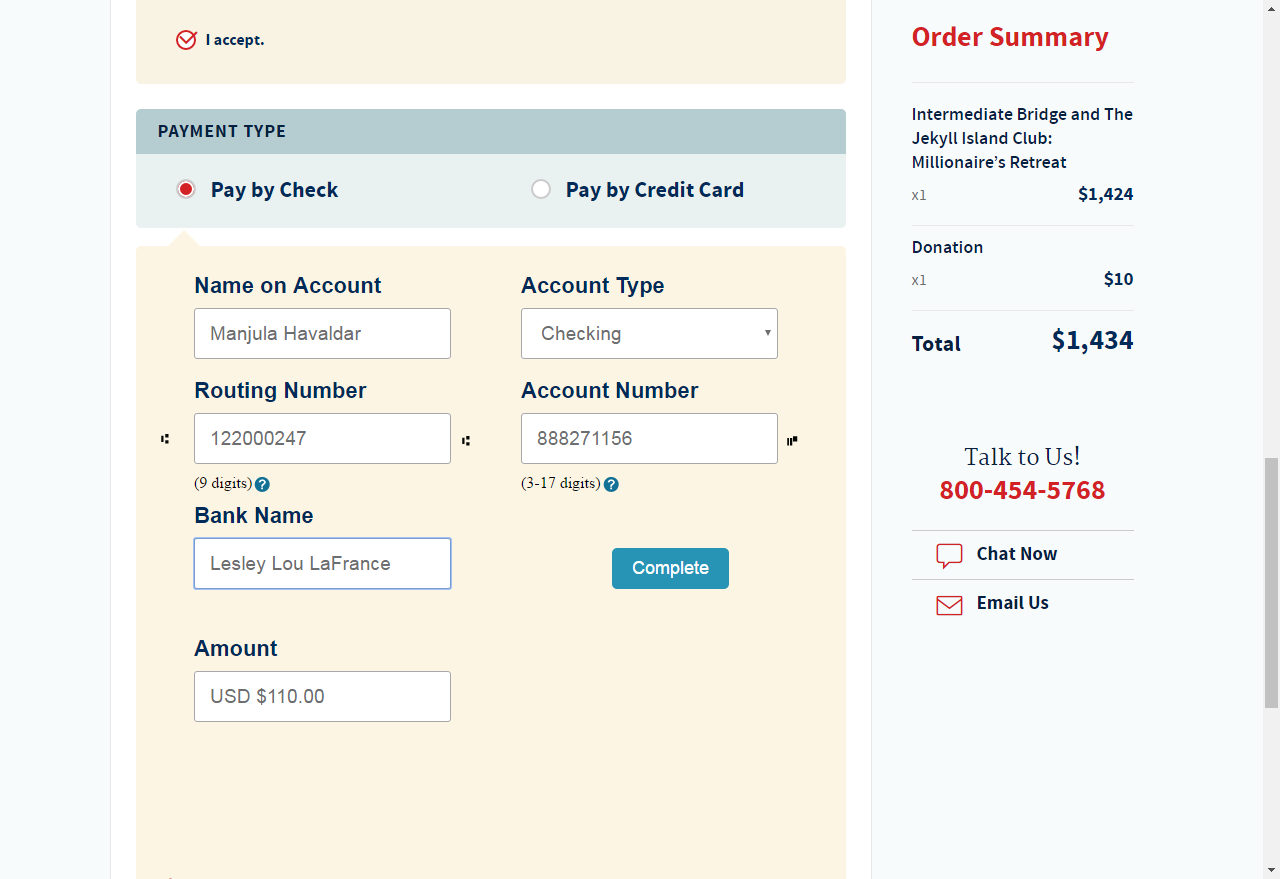 I accept.
PAYMENT TYPE
Pay by Check
Pay by Credit Card
Name on Account
Account Type
Manjula Havaldar
Checking
Routing Number
Account Number
122000247
888271156
(9 digits) ?
(3-17 digits) ?
Bank Name
Lesley Lou LaFrance
Complete
Amount
USD $110.00
Order Summary
Intermediate Bridge and The
Jekyll Island Club:
Millionaire’s Retreat
x1 $1,424
Donation
x1 $10
Total $1,434
Talk to Us!
800-454-5768
Chat Now
Email Us